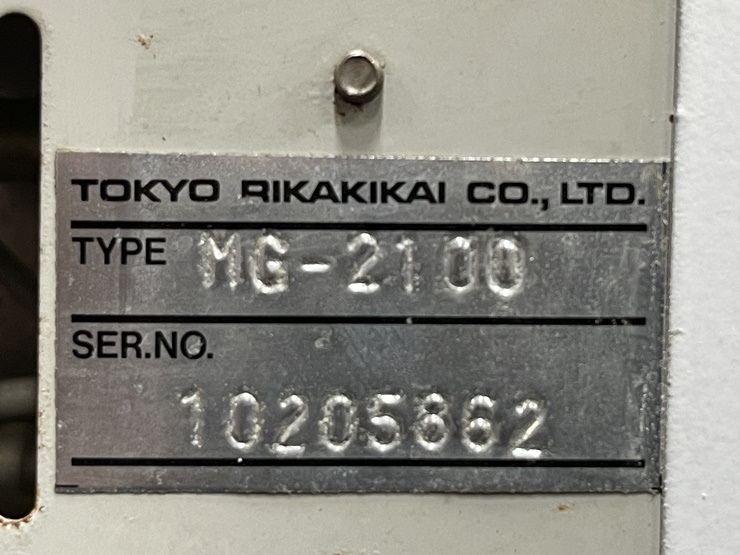 TOKYO RIKAKIKAI CO., LTD.
TYPE MG-2100
SER.NO.
10205862